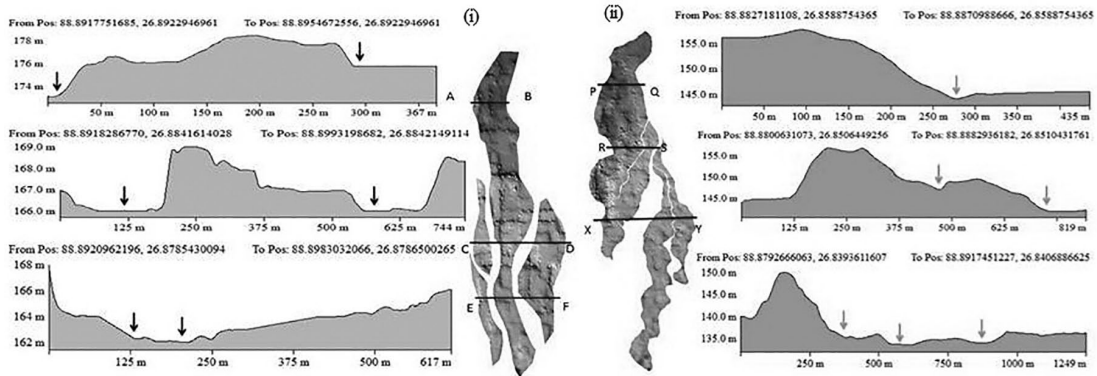 From Pos: 88.8917751685, 26.8922946961 To Pos: 88.8954672556, 26.8922946961
178 m
176 m
174 m
50 m 100 m 150 m 200 m 250 m 300 m 367 m
From Pos: 88.8918286770, 26.8841614028 To Pos: 88.8993198682, 26.8842149114
169.0 m
168.0 m
167.0 m
166.0 m
125 m 250 m 375 m 500 m 625 m 744 m
From Pos: 88.8920962196, 26.8785430094 To Pos: 88.8983032066, 26.8786500265
168 m
166 m
164 m
162 m
125 m 250 m 375 m 500 m 617 m
(i)
A B
C D
E F
(ii)
P Q
R S
X Y
From Pos: 88.8827181108, 26.8588754365 To Pos: 88.8870988666, 26.8588754365
155.0 m
150.0 m
145.0 m
50 m 100 m 150 m 200 m 250 m 300 m 350 m 435 m
From Pos: 88.8800631073, 26.8506449256 To Pos: 88.8882936182, 26.8510431761
155.0 m
150.0 m
145.0 m
125 m 250 m 375 m 500 m 625 m 819 m
From Pos: 88.8792666063, 26.8393611607 To Pos: 88.8917451227, 26.8406886625
150.0 m
145.0 m
140.0 m
135.0 m
250 m 500 m 750 m 1000 m 1249 m